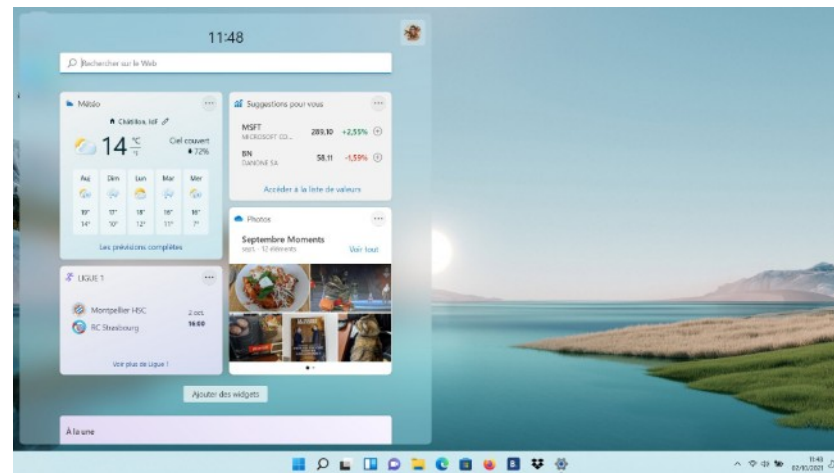 11:48
Rechercher sur le Web
Météo
Châtillon, IdF
14 °C
°F
Ciel couvert
72%
Auj Dim Lun Mar Mer
19° 17° 18° 16° 16°
14° 10° 12° 11° 7°
Les prévisions complètes
Suggestions pour vous
MSFT
MICROSOFT CO...
289,10 +2,55%
BN
DANONE SA
58,11 -1,59%
Accéder à la liste de valeurs
Photos
Septembre Moments
sept. · 12 éléments
Voir tout
LIGUE 1
Montpellier HSC
RC Strasbourg
2 oct.
16:00
Voir plus de Ligue 1
Ajouter des widgets
À la une
11:48
02/10/2021